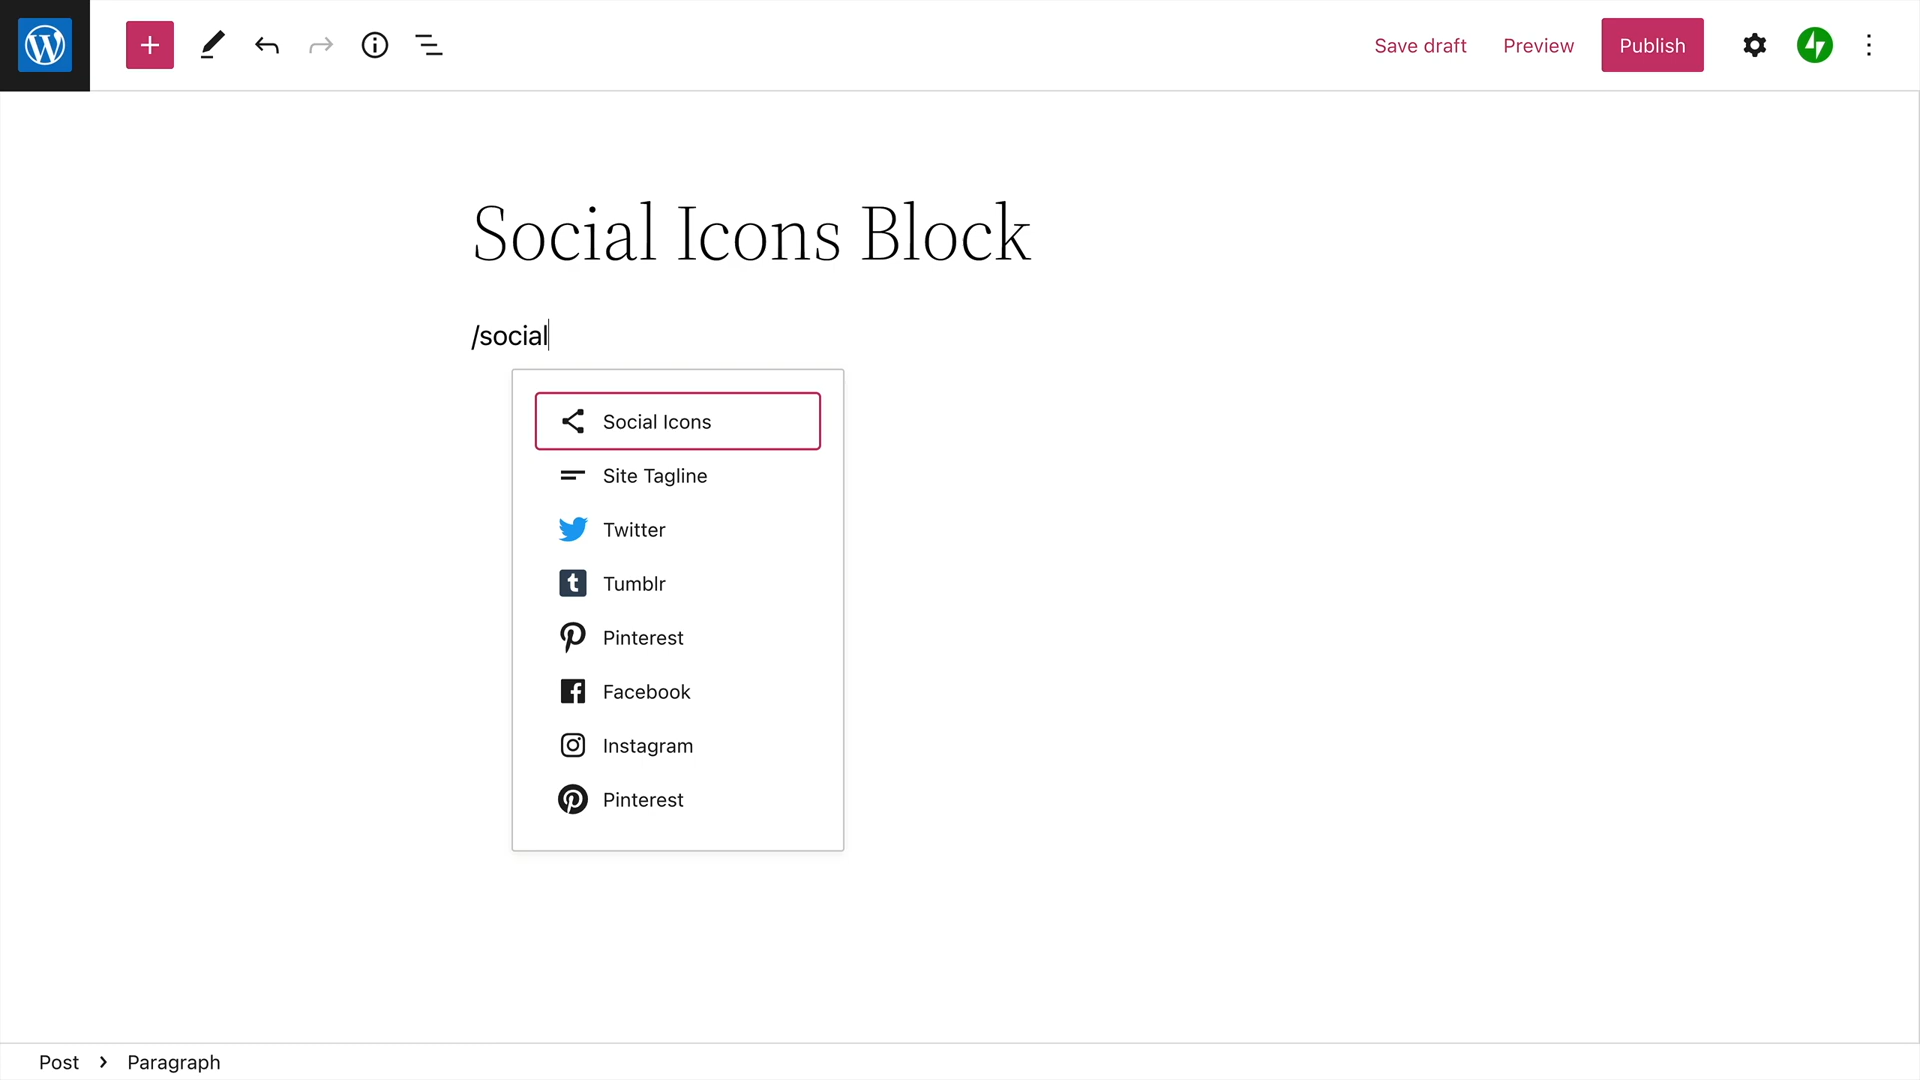 Save draft
Preview
Publish
Social Icons Block
/social
Social Icons
Site Tagline
Twitter
Tumblr
Pinterest
Facebook
Instagram
Pinterest
Post
Paragraph